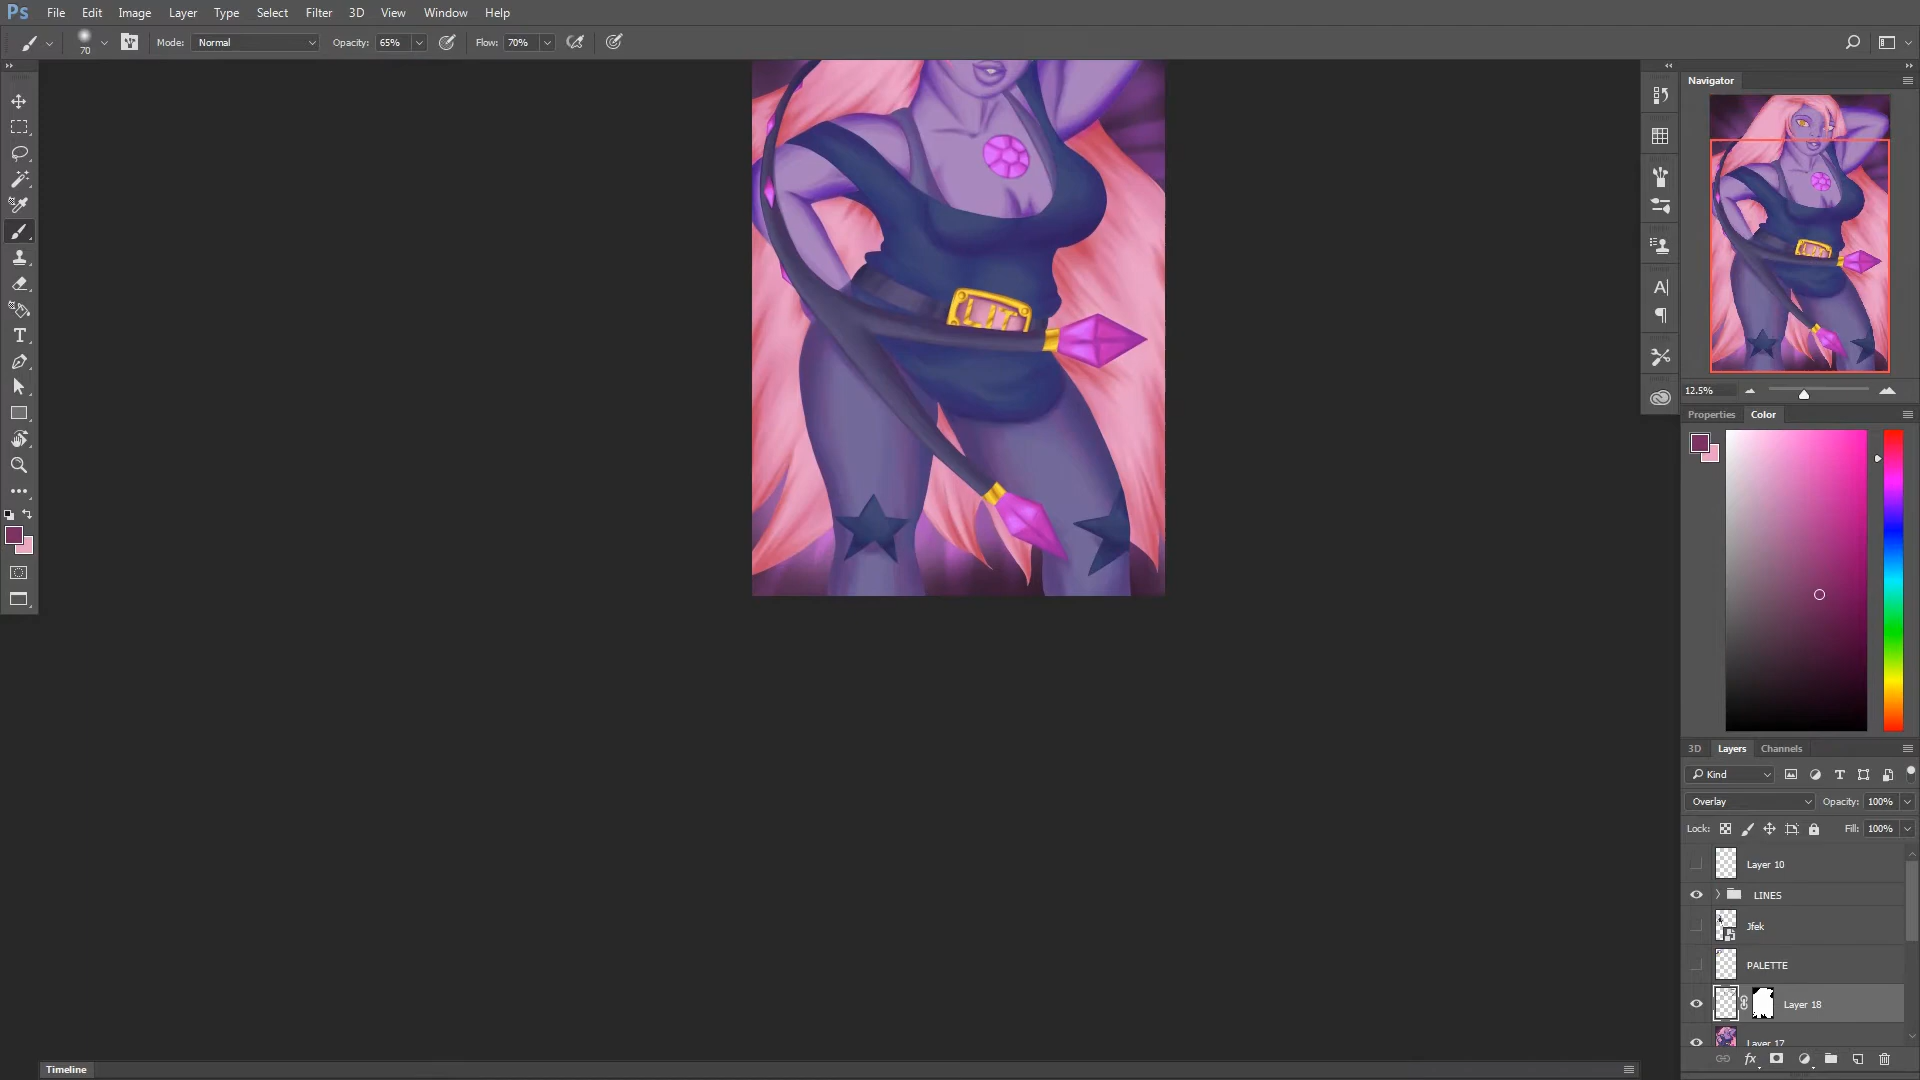 Ps File Edit Image Layer Type Select Filter 3D View Window Help
70 Mode: Normal Opacity: 65% Flow: 70%
Navigator
LIT
12.5%
Properties Color
3D Layers Channels
Kind
Overlay Opacity: 100%
Lock: Fill: 100%
Layer 10
LINES
Jfek
PALETTE
Layer 18
Layer 17
fx
Timeline